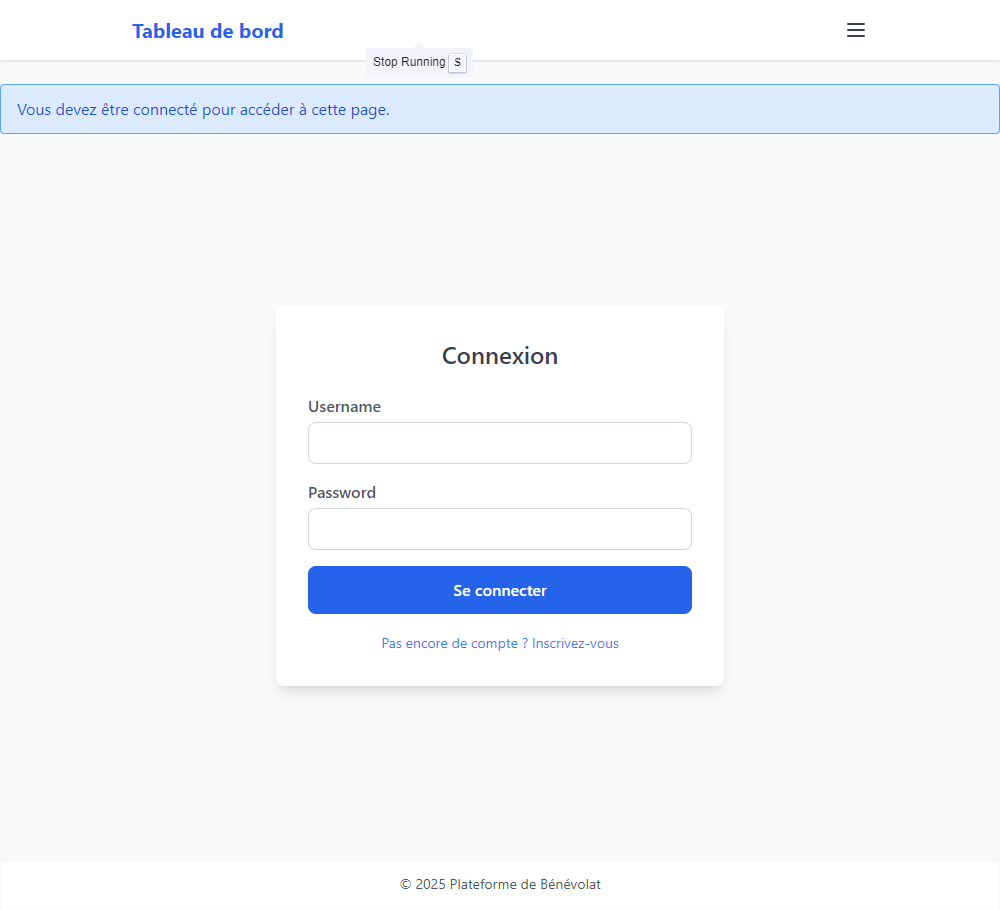 Tableau de bord
Stop Running S
Vous devez être connecté pour accéder à cette page.
Connexion
Username
Password
Se connecter
Pas encore de compte ? Inscrivez-vous
© 2025 Plateforme de Bénévolat